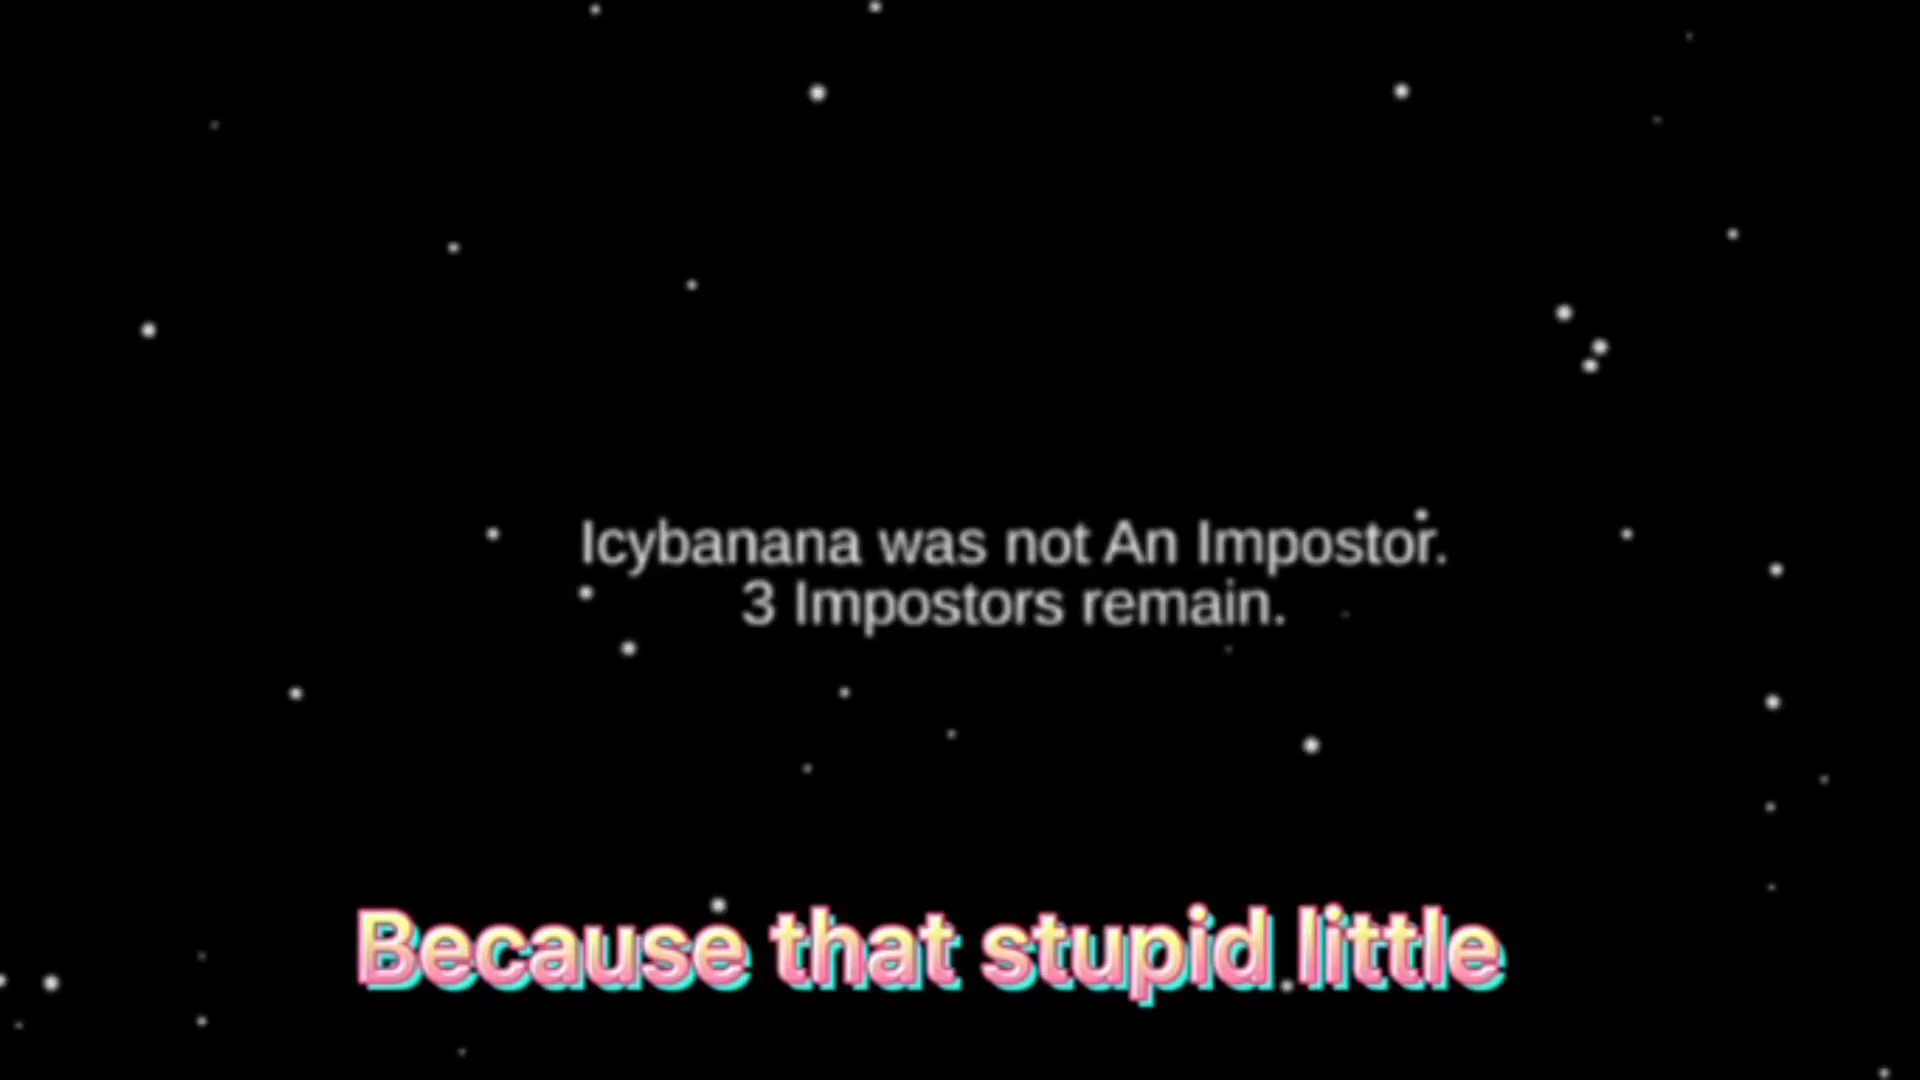 Icybanana was not An Impostor.
3 Impostors remain.
Because that stupid little